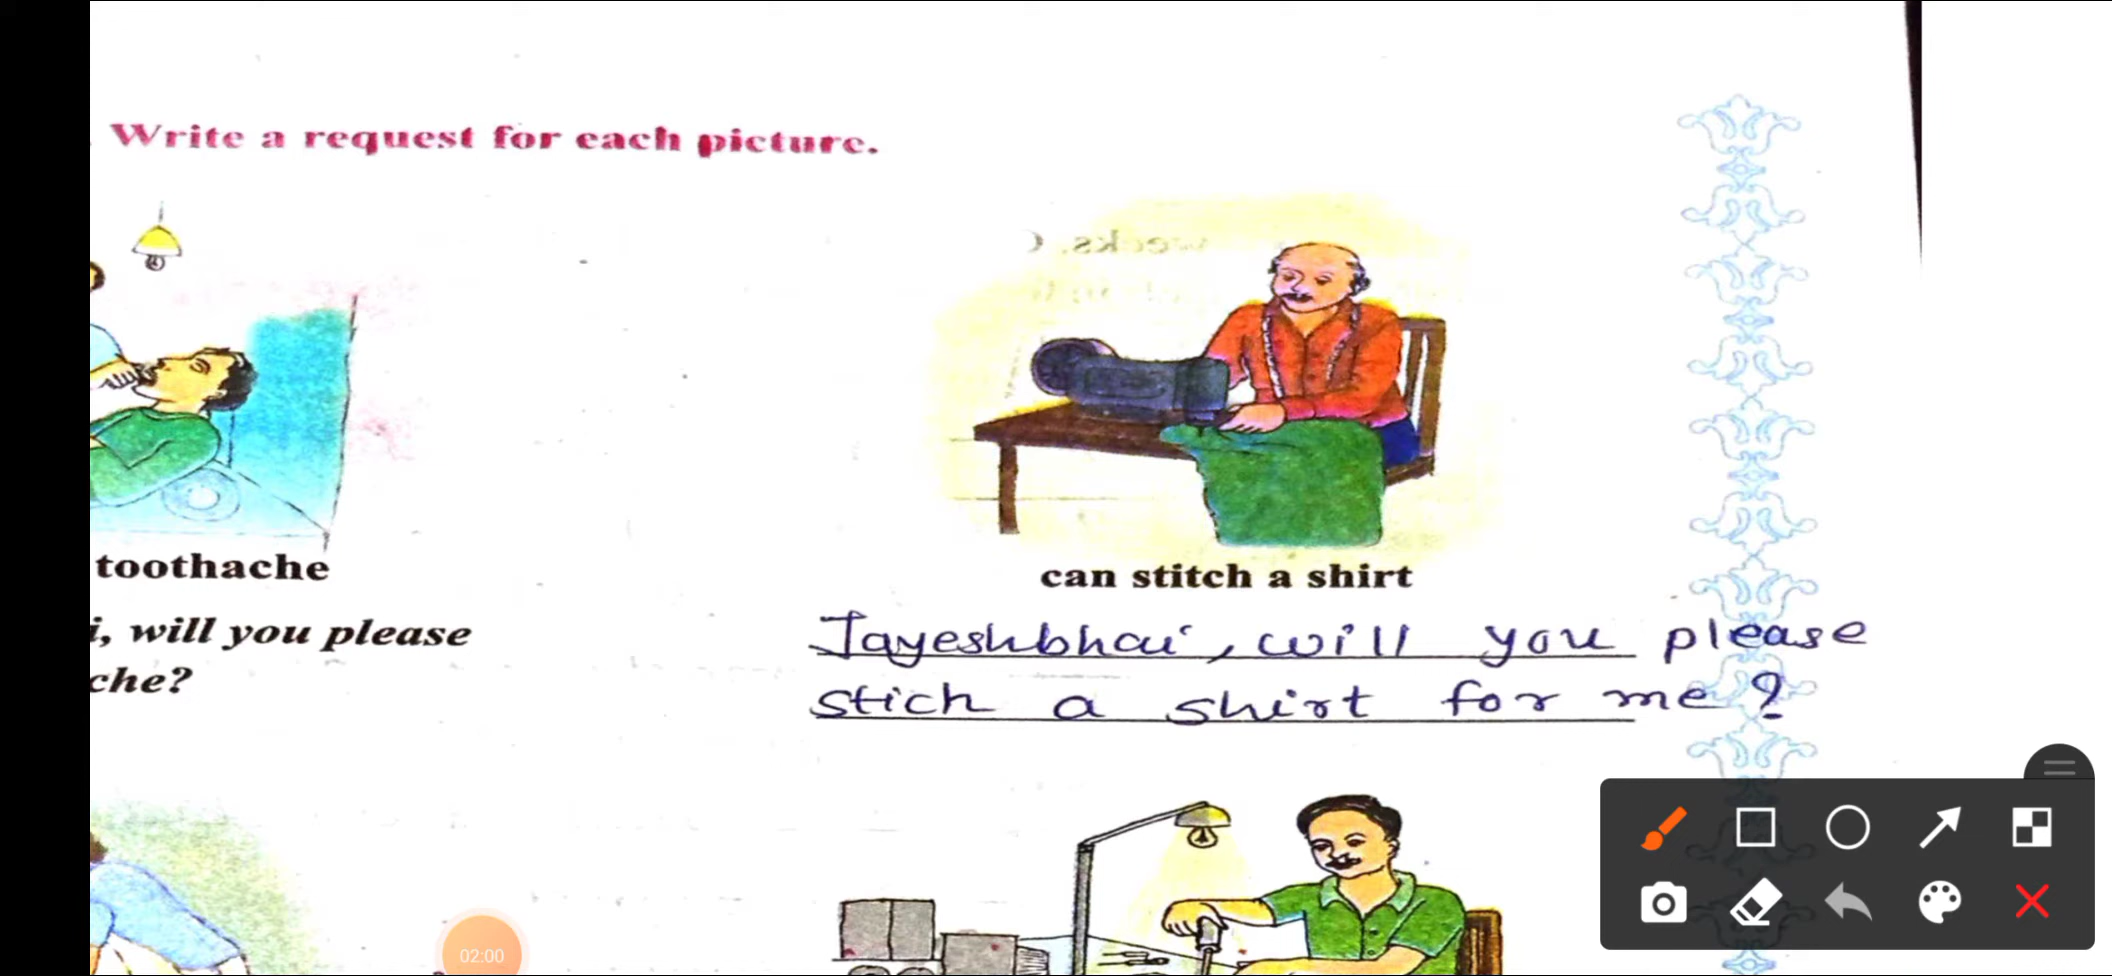 Write a request for each picture.
toothache
i, will you please
che?
can stitch a shirt
Jayeshbhai, will you please
stich a shirt for me?
02:00